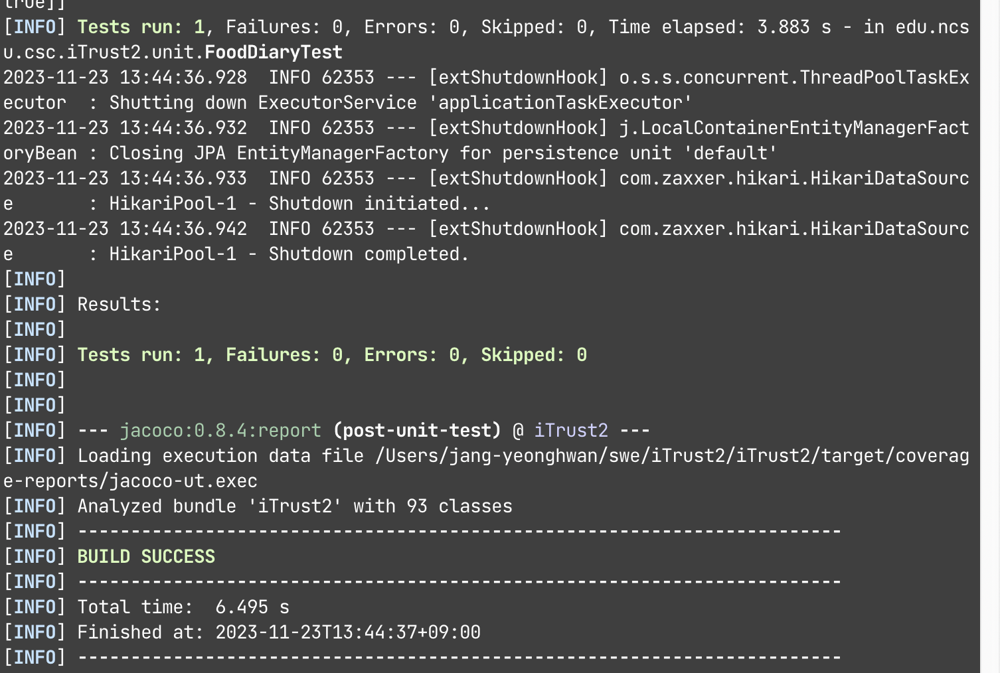 true]]
[INFO] Tests run: 1, Failures: 0, Errors: 0, Skipped: 0, Time elapsed: 3.883 s - in edu.ncs
u.csc.iTrust2.unit.FoodDiaryTest
2023-11-23 13:44:36.928  INFO 62353 --- [extShutdownHook] o.s.s.concurrent.ThreadPoolTaskEx
ecutor  : Shutting down ExecutorService 'applicationTaskExecutor'
2023-11-23 13:44:36.932  INFO 62353 --- [extShutdownHook] j.LocalContainerEntityManagerFact
oryBean : Closing JPA EntityManagerFactory for persistence unit 'default'
2023-11-23 13:44:36.933  INFO 62353 --- [extShutdownHook] com.zaxxer.hikari.HikariDataSourc
e       : HikariPool-1 - Shutdown initiated...
2023-11-23 13:44:36.942  INFO 62353 --- [extShutdownHook] com.zaxxer.hikari.HikariDataSourc
e       : HikariPool-1 - Shutdown completed.
[INFO]
[INFO] Results:
[INFO]
[INFO] Tests run: 1, Failures: 0, Errors: 0, Skipped: 0
[INFO]
[INFO]
[INFO] --- jacoco:0.8.4:report (post-unit-test) @ iTrust2 ---
[INFO] Loading execution data file /Users/jang-yeonghwan/swe/iTrust2/iTrust2/target/coverag
e-reports/jacoco-ut.exec
[INFO] Analyzed bundle 'iTrust2' with 93 classes
[INFO] ------------------------------------------------------------------------
[INFO] BUILD SUCCESS
[INFO] ------------------------------------------------------------------------
[INFO] Total time:  6.495 s
[INFO] Finished at: 2023-11-23T13:44:37+09:00
[INFO] ------------------------------------------------------------------------